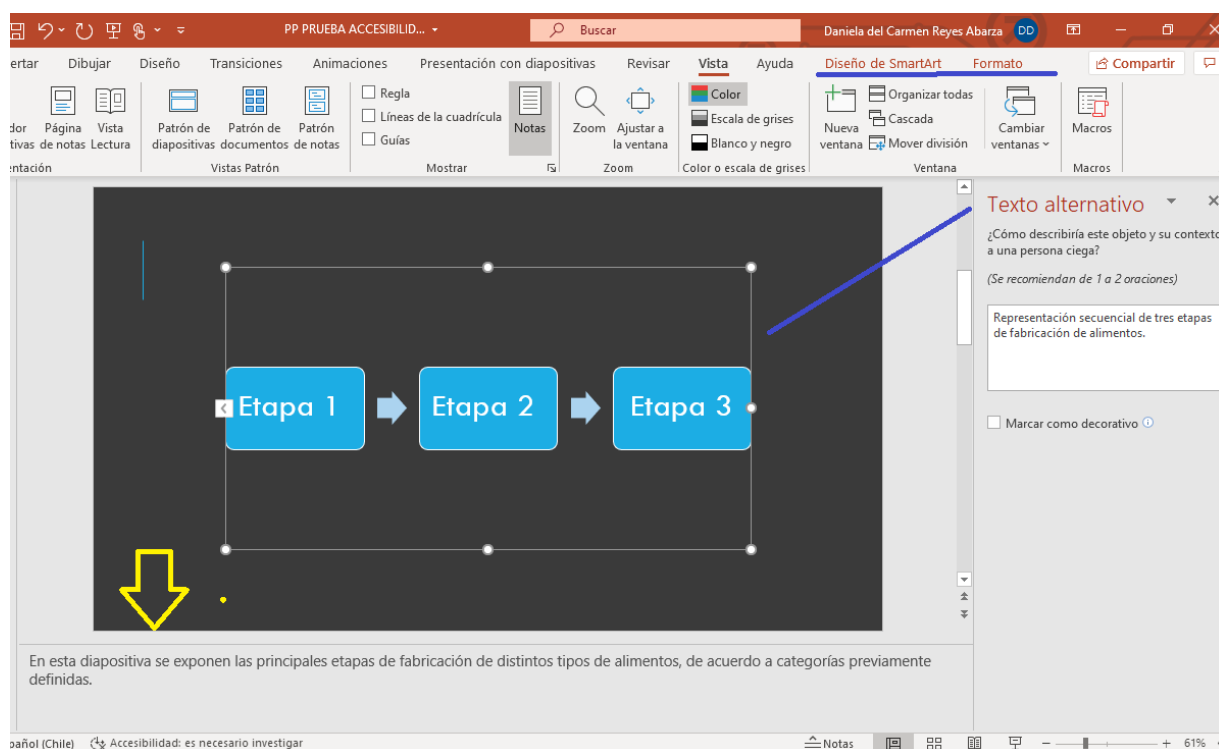 PP PRUEBA ACCESIBILID...
Buscar
Daniela del Carmen Reyes Abarza
DD
ertar Dibujar Diseño Transiciones Animaciones Presentación con diapositivas Revisar Vista Ayuda Diseño de SmartArt Formato Compartir
dor
tivas
Página
de notas
Vista
Lectura
entación
Patrón de
diapositivas
Patrón de
documentos
Patrón
de notas
Vistas Patrón
Regla
Líneas de la cuadrícula
Guías
Notas
Mostrar
Zoom
Ajustar a
la ventana
Zoom
Color
Escala de grises
Blanco y negro
Color o escala de grises
Nueva
ventana
Organizar todas
Cascada
Mover división
Cambiar
ventanas
Ventana
Macros
Macros
Etapa 1
Etapa 2
Etapa 3
Texto alternativo
¿Cómo describiría este objeto y su contexto
a una persona ciega?
(Se recomiendan de 1 a 2 oraciones)
Representación secuencial de tres etapas
de fabricación de alimentos.
Marcar como decorativo
En esta diapositiva se exponen las principales etapas de fabricación de distintos tipos de alimentos, de acuerdo a categorías previamente
definidas.
pañol (Chile) Accesibilidad: es necesario investigar Notas 61%